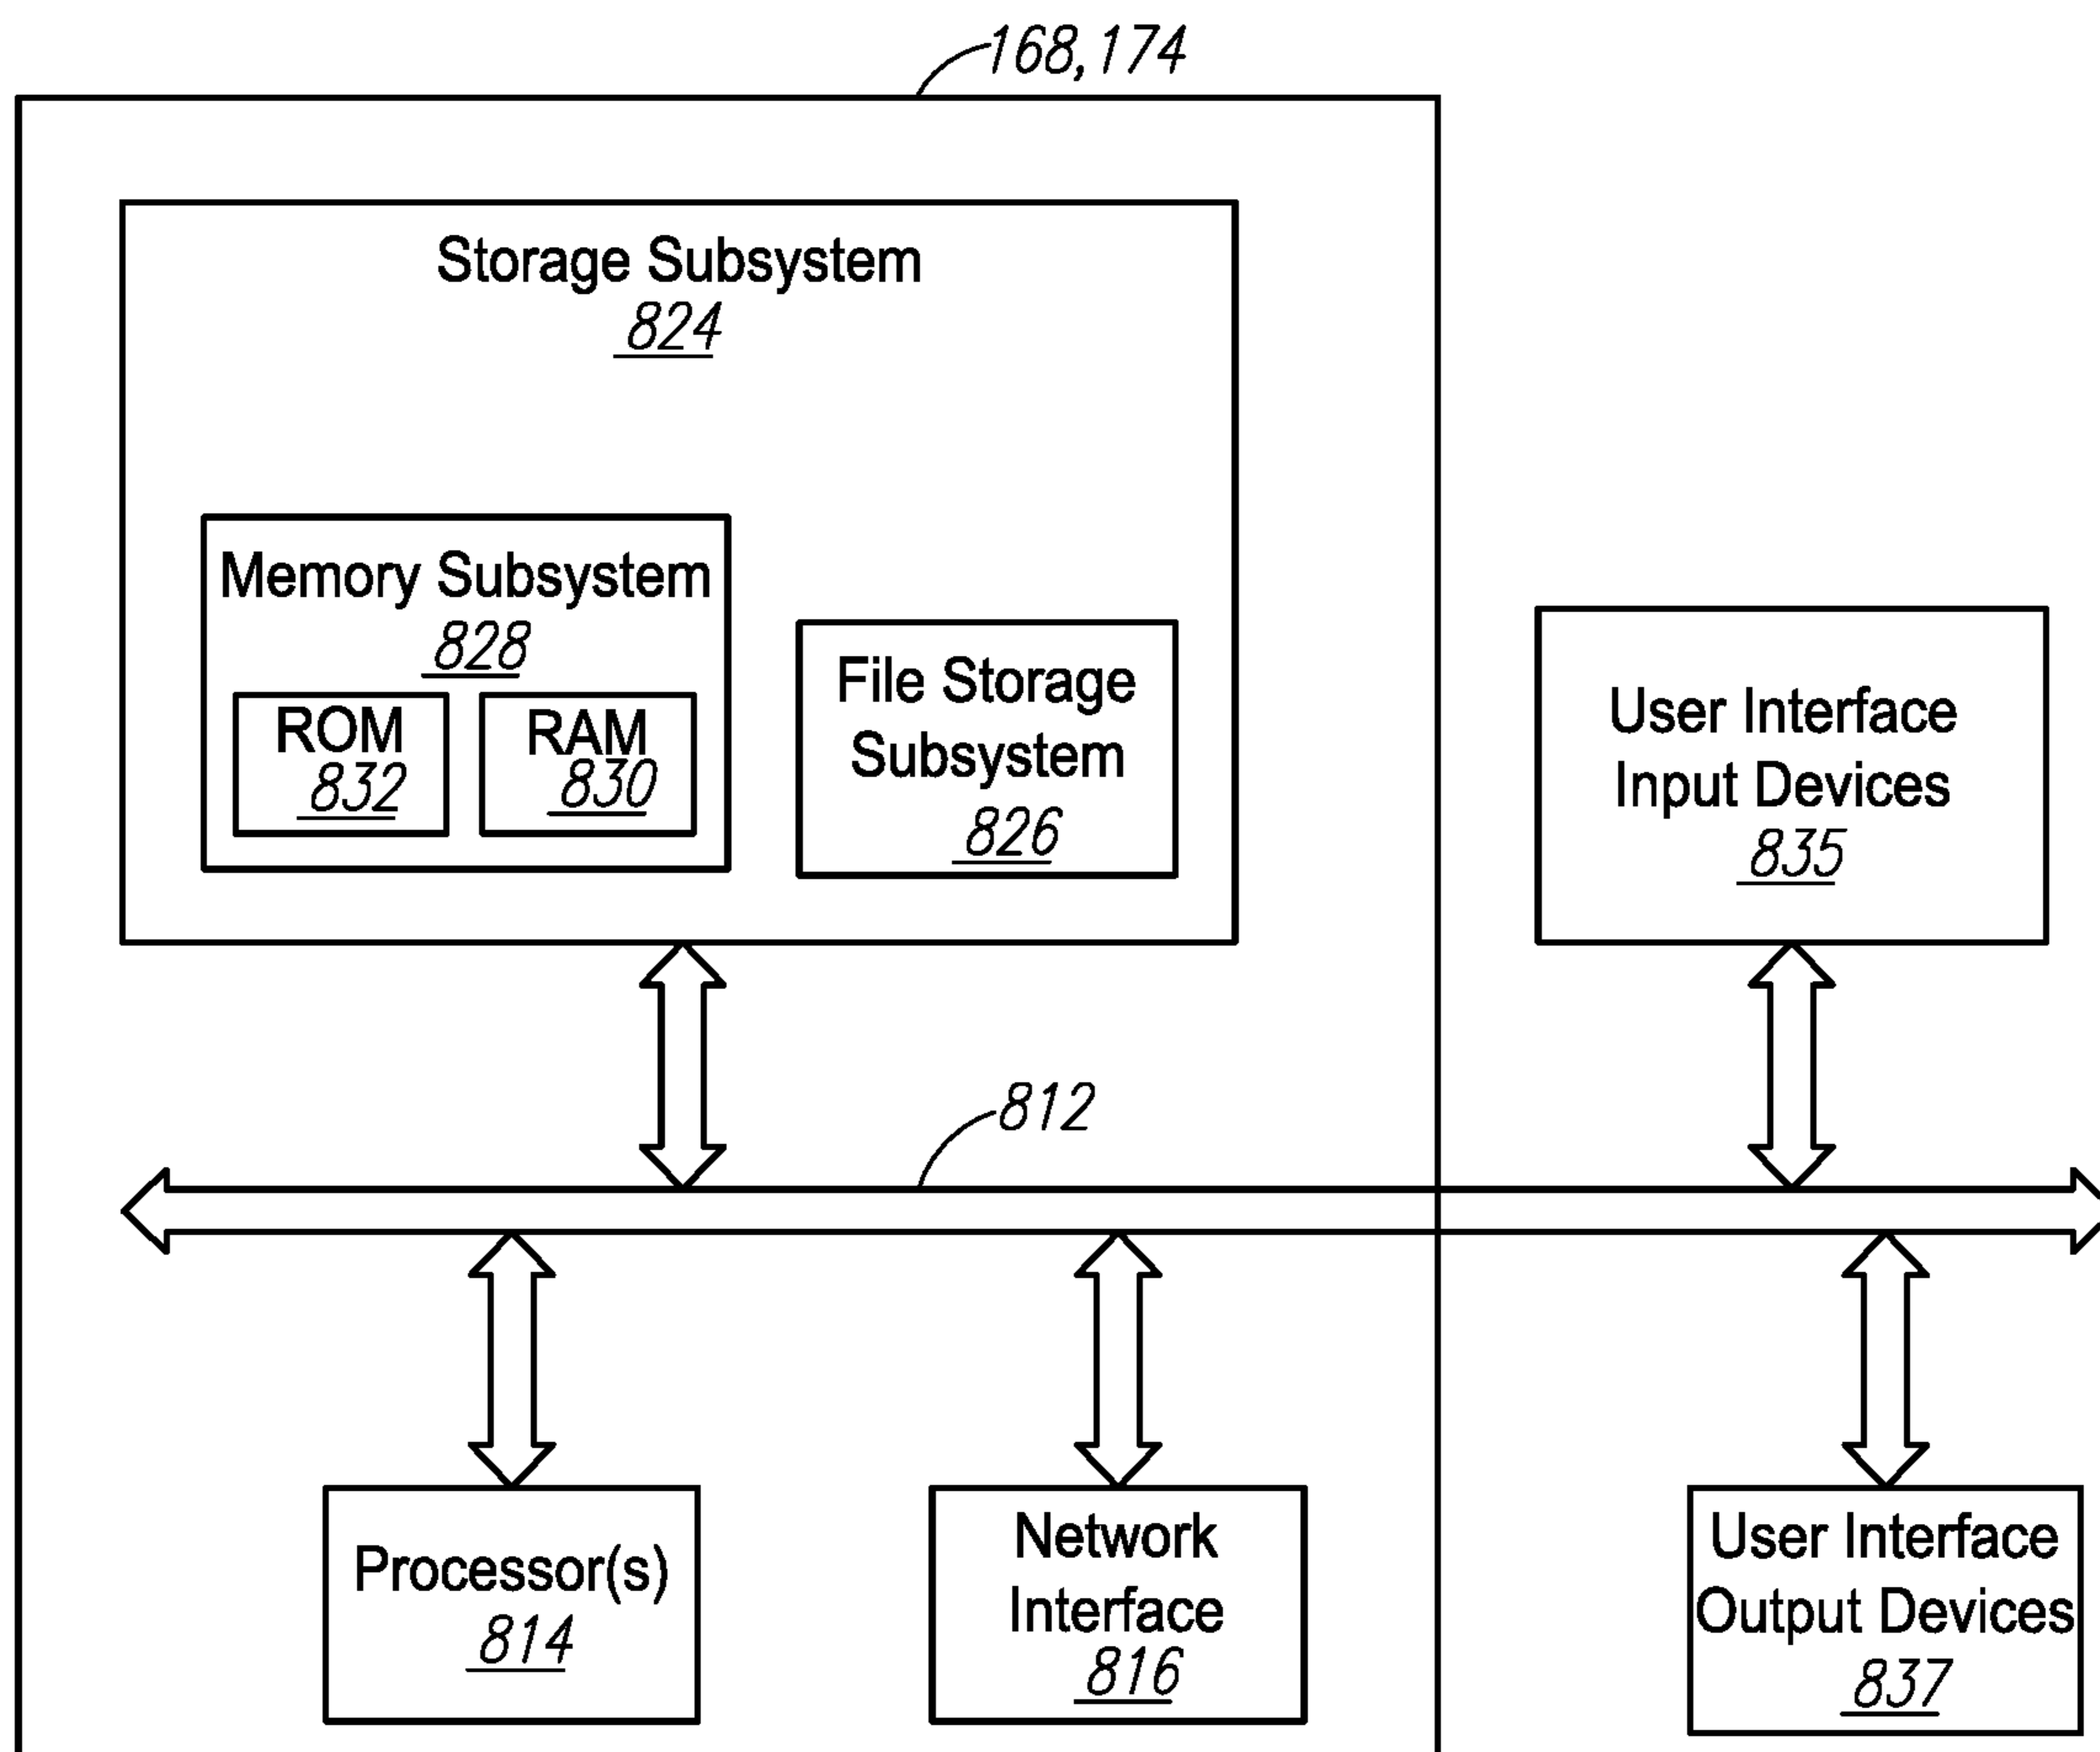 168,174
Storage Subsystem
824
Memory Subsystem
828
ROM
832
RAM
830
File Storage
Subsystem
826
User Interface
Input Devices
835
812
Processor(s)
814
Network
Interface
816
User Interface
Output Devices
837